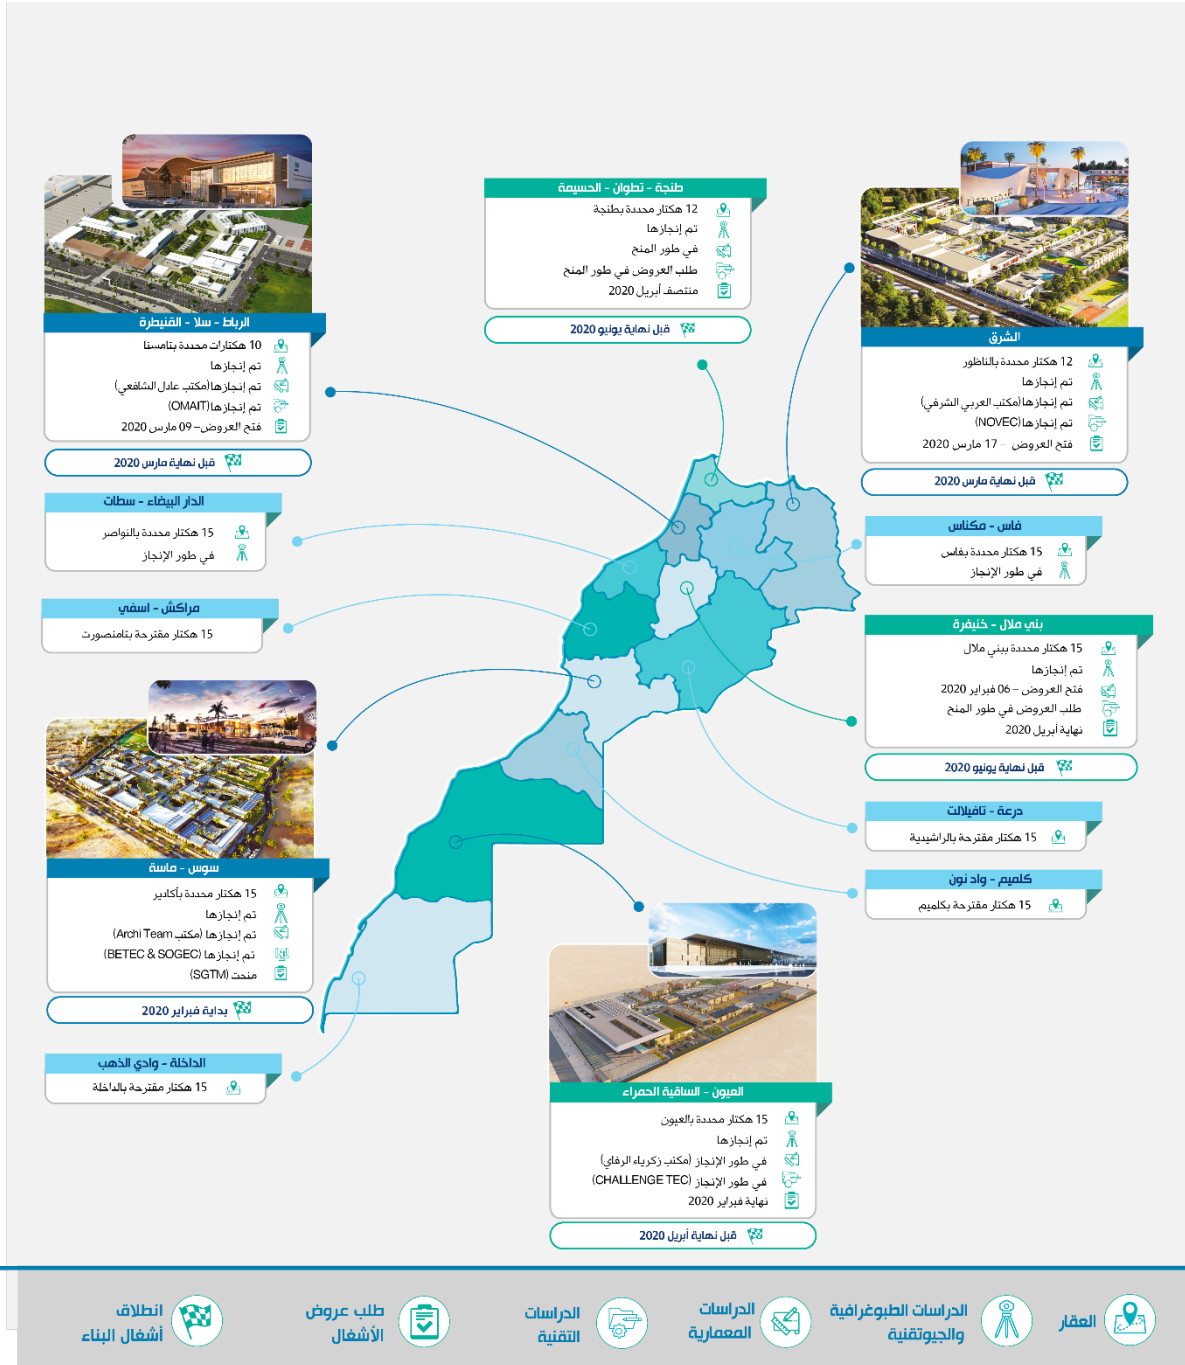 طنجة - تطوان - الحسيمة
12 هكتار محددة بطنجة
تم إنجازها
في طور المنح
طلب العروض في طور المنح
منتصف أبريل 2020
قبل نهاية يونيو 2020
الشرق
12 هكتار محددة بالناظور
تم إنجازها
تم إنجازها (مكتب العربي الشرفي)
تم إنجازها (NOVEC)
فتح العروض - 17 مارس 2020
قبل نهاية مارس 2020
الرباط - سلا - القنيطرة
10 هكتارات محددة بتامسنا
تم إنجازها
تم إنجازها (مكتب عادل الشافعي)
تم إنجازها (OMAIT)
فتح العروض – 09 مارس 2020
قبل نهاية مارس 2020
فاس - مكناس
15 هكتار محددة بفاس
في طور الإنجاز
الدار البيضاء - سطات
15 هكتار محددة بالنواصر
في طور الإنجاز
بني ملال - خنيفرة
15 هكتار محددة ببني ملال
تم إنجازها
فتح العروض – 06 فبراير 2020
طلب العروض في طور المنح
نهاية أبريل 2020
قبل نهاية يونيو 2020
مراكش - اسفي
15 هكتار مقترحة بتامنصورت
درعة - تافيلالت
15 هكتار مقترحة بالراشيدية
كلميم - واد نون
15 هكتار مقترحة بكلميم
سوس - ماسة
15 هكتار محددة بأكادير
تم إنجازها
تم إنجازها (مكتب Archi Team)
تم إنجازها (BETEC & SOGEC)
منحت (SGTM)
بداية فبراير 2020
الداخلة - وادي الذهب
15 هكتار مقترحة بالداخلة
العيون - الساقية الحمراء
15 هكتار محددة بالعيون
تم إنجازها
في طور الإنجاز (مكتب زكرياء الرفاي)
في طور الإنجاز (CHALLENGE TEC)
نهاية فبراير 2020
قبل نهاية أبريل 2020
العقار
الدراسات الطبوغرافية
والجيوتقنية
الدراسات
المعمارية
الدراسات
التقنية
طلب عروض
الأشغال
انطلاق
أشغال البناء